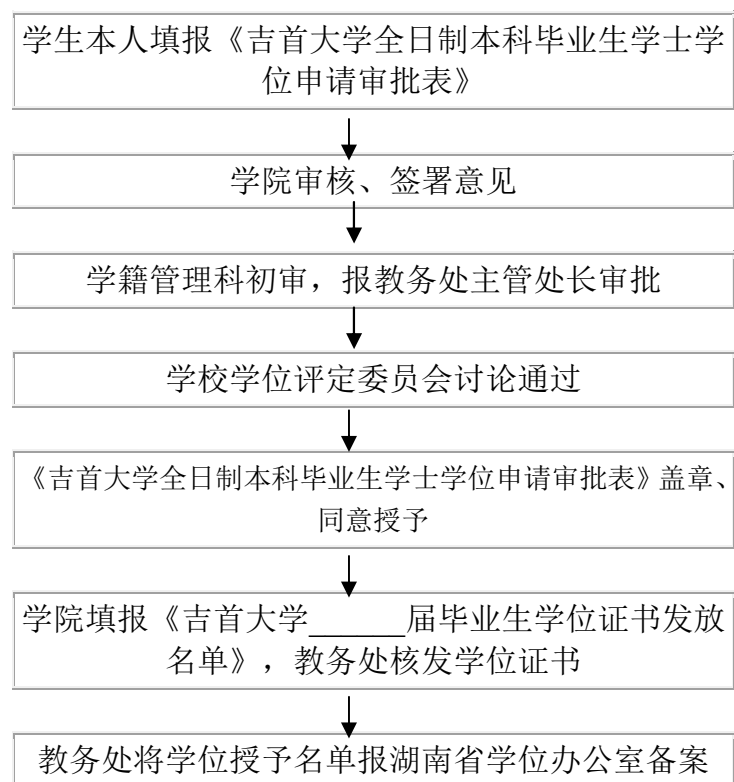 学生本人填报《吉首大学全日制本科毕业生学士学
位申请审批表》
学院审核、签署意见
学籍管理科初审，报教务处主管处长审批
学校学位评定委员会讨论通过
《吉首大学全日制本科毕业生学士学位申请审批表》盖章、
同意授予
学院填报《吉首大学______届毕业生学位证书发放
名单》，教务处核发学位证书
教务处将学位授予名单报湖南省学位办公室备案